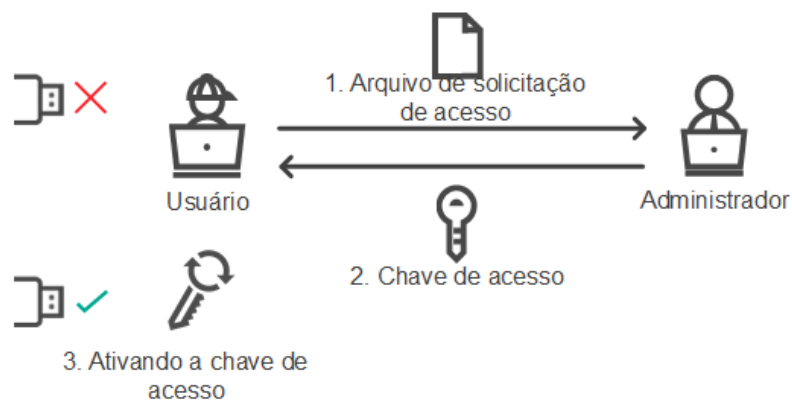 1. Arquivo de solicitação
de acesso
Usuário
Administrador
2. Chave de acesso
3. Ativando a chave de
acesso